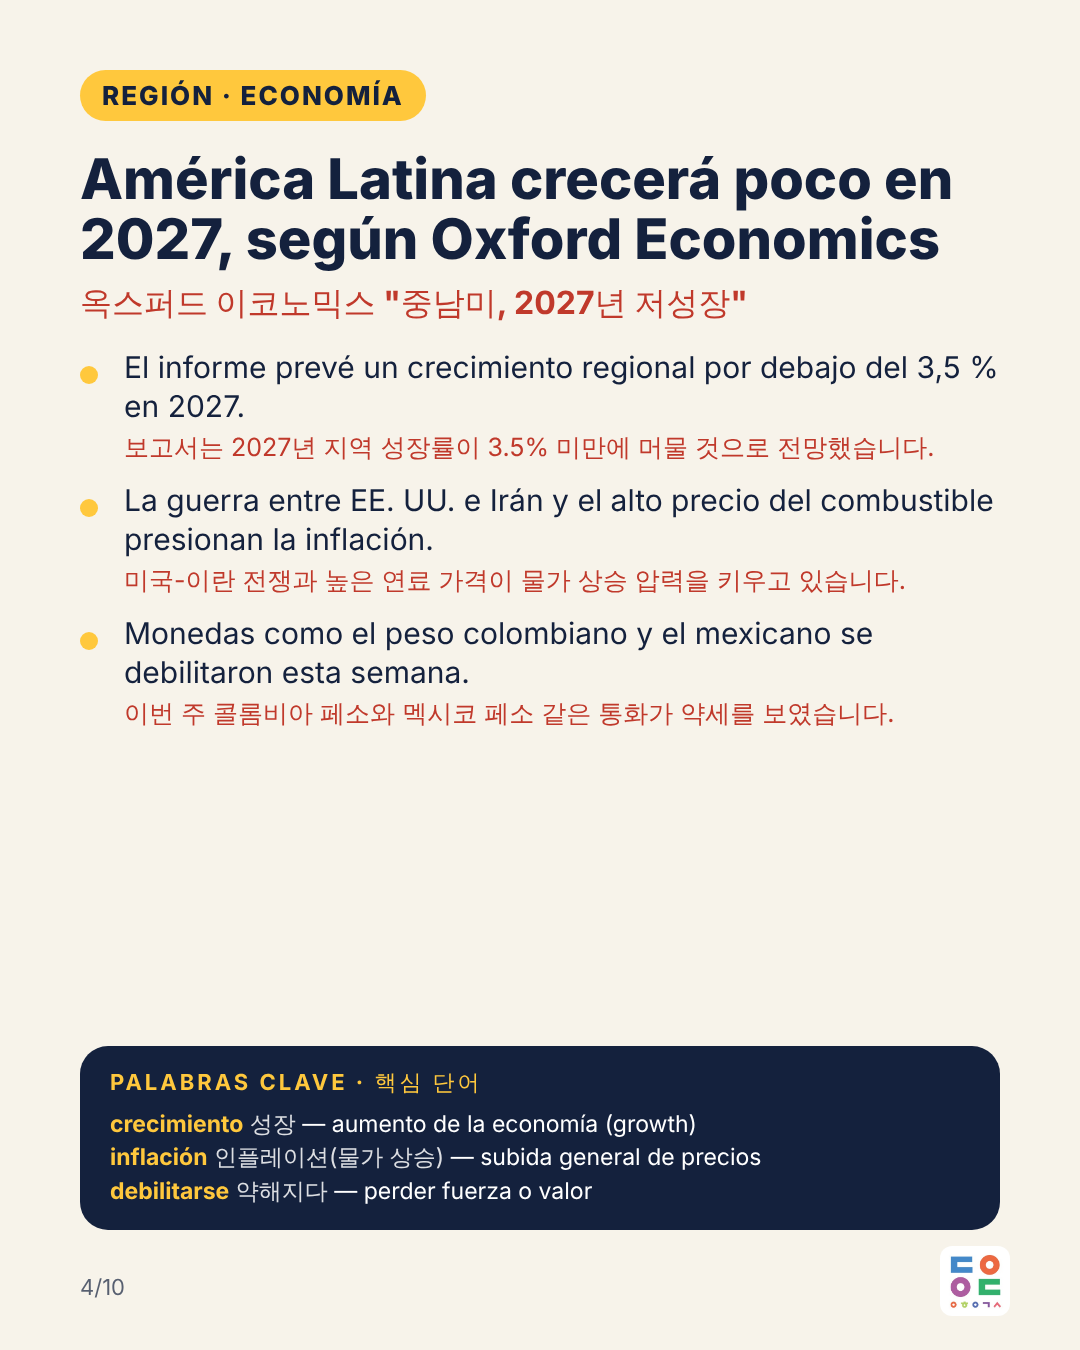 REGIÓN · ECONOMÍA
América Latina crecerá poco en
2027, según Oxford Economics
옥스퍼드 이코노믹스 "중남미, 2027년 저성장"
El informe prevé un crecimiento regional por debajo del 3,5 %
en 2027.
보고서는 2027년 지역 성장률이 3.5% 미만에 머물 것으로 전망했습니다.
La guerra entre EE. UU. e Irán y el alto precio del combustible
presionan la inflación.
미국-이란 전쟁과 높은 연료 가격이 물가 상승 압력을 키우고 있습니다.
Monedas como el peso colombiano y el mexicano se
debilitaron esta semana.
이번 주 콜롬비아 페소와 멕시코 페소 같은 통화가 약세를 보였습니다.
PALABRAS CLAVE · 핵심 단어
crecimiento 성장 — aumento de la economía (growth)
inflación 인플레이션(물가 상승) — subida general de precios
debilitarse 약해지다 — perder fuerza o valor
4/10